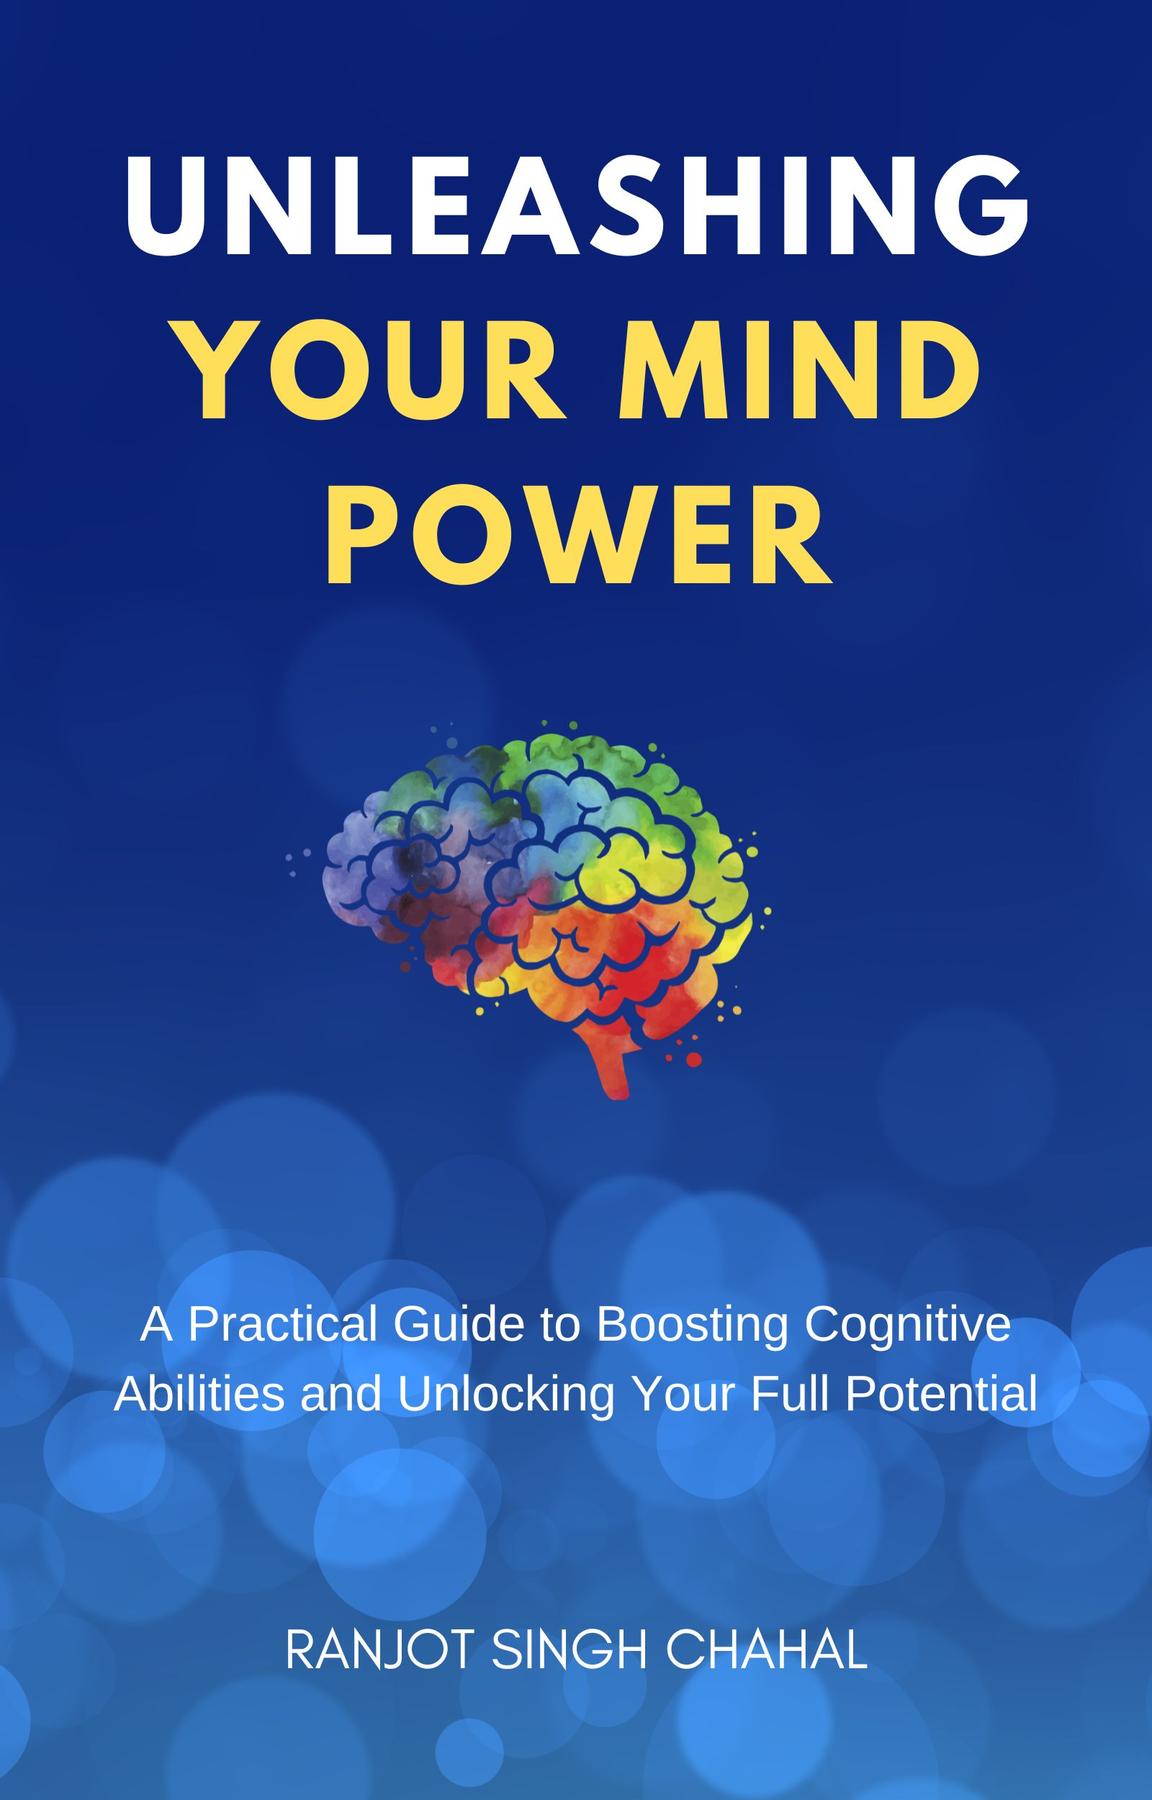 UNLEASHING
YOUR MIND
POWER
A Practical Guide to Boosting Cognitive
Abilities and Unlocking Your Full Potential
RANJOT SINGH CHAHAL